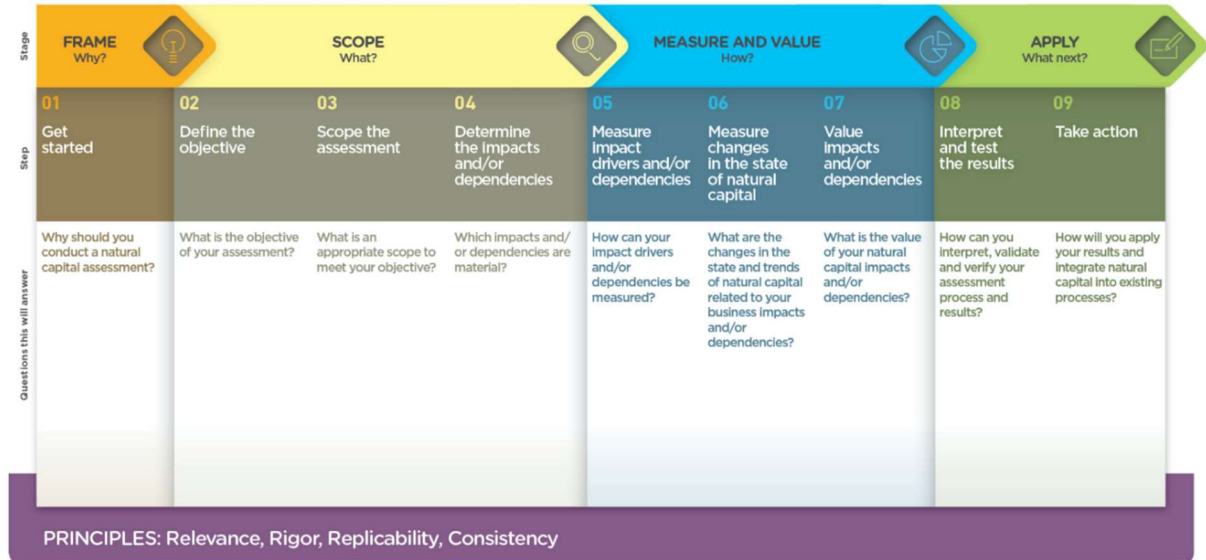 Stage
FRAME
Why?
SCOPE
What?
MEASURE AND VALUE
How?
APPLY
What next?
Step
01
Get
started
02
Define the
objective
03
Scope the
assessment
04
Determine
the impacts
and/or
dependencies
05
Measure
impact
drivers and/or
dependencies
06
Measure
changes
in the state
of natural
capital
07
Value
impacts
and/or
dependencies
08
Interpret
and test
the results
09
Take action
Questions this will answer
Why should you
conduct a natural
capital assessment?
What is the objective
of your assessment?
What is an
appropriate scope to
meet your objective?
Which impacts and/
or dependencies are
material?
How can your
impact drivers
and/or
dependencies be
measured?
What are the
changes in the
state and trends
of natural capital
related to your
business impacts
and/or
dependencies?
What is the value
of your natural
capital impacts
and/or
dependencies?
How can you
interpret, validate
and verify your
assessment
process and
results?
How will you apply
your results and
integrate natural
capital into existing
processes?
PRINCIPLES: Relevance, Rigor, Replicability, Consistency